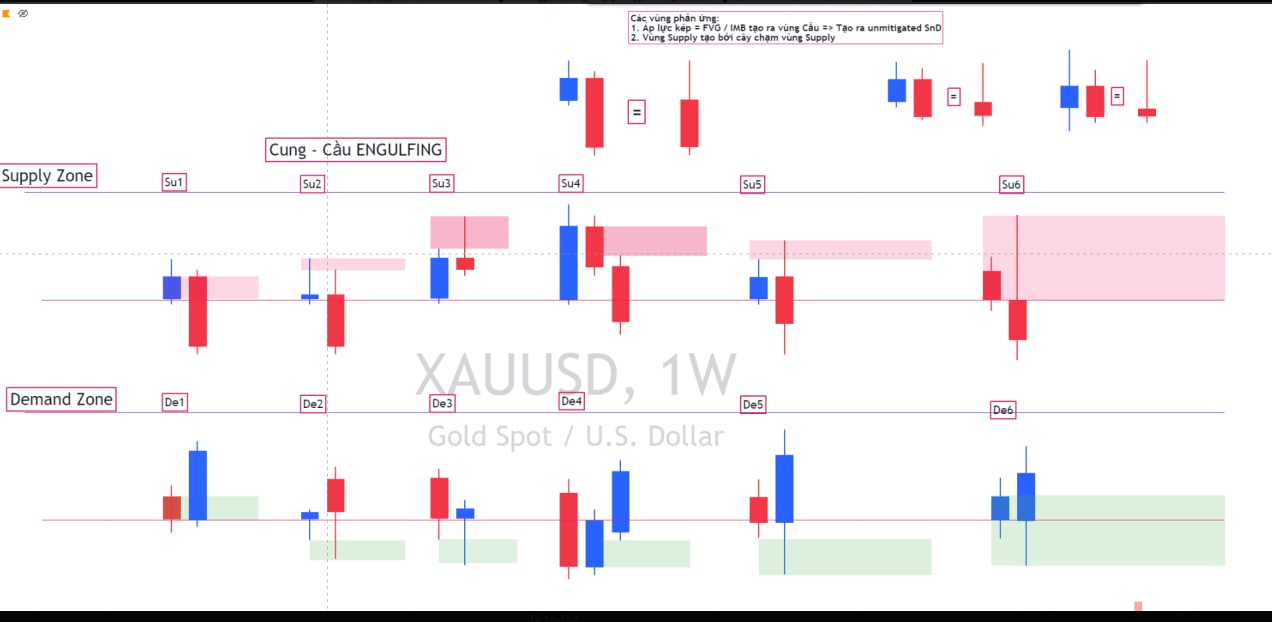 Các vùng phản ứng:
1. Áp lực kép = FVG / IMB tạo ra vùng Cầu => Tạo ra unmitigated SnD
2. Vùng Supply tạo bởi cây chạm vùng Supply
=
=
=
Cung - Cầu ENGULFING
Supply Zone
Su1
Su2
Su3
Su4
Su5
Su6
XAUUSD, 1W
Gold Spot / U.S. Dollar
Demand Zone
De1
De2
De3
De4
De5
De6